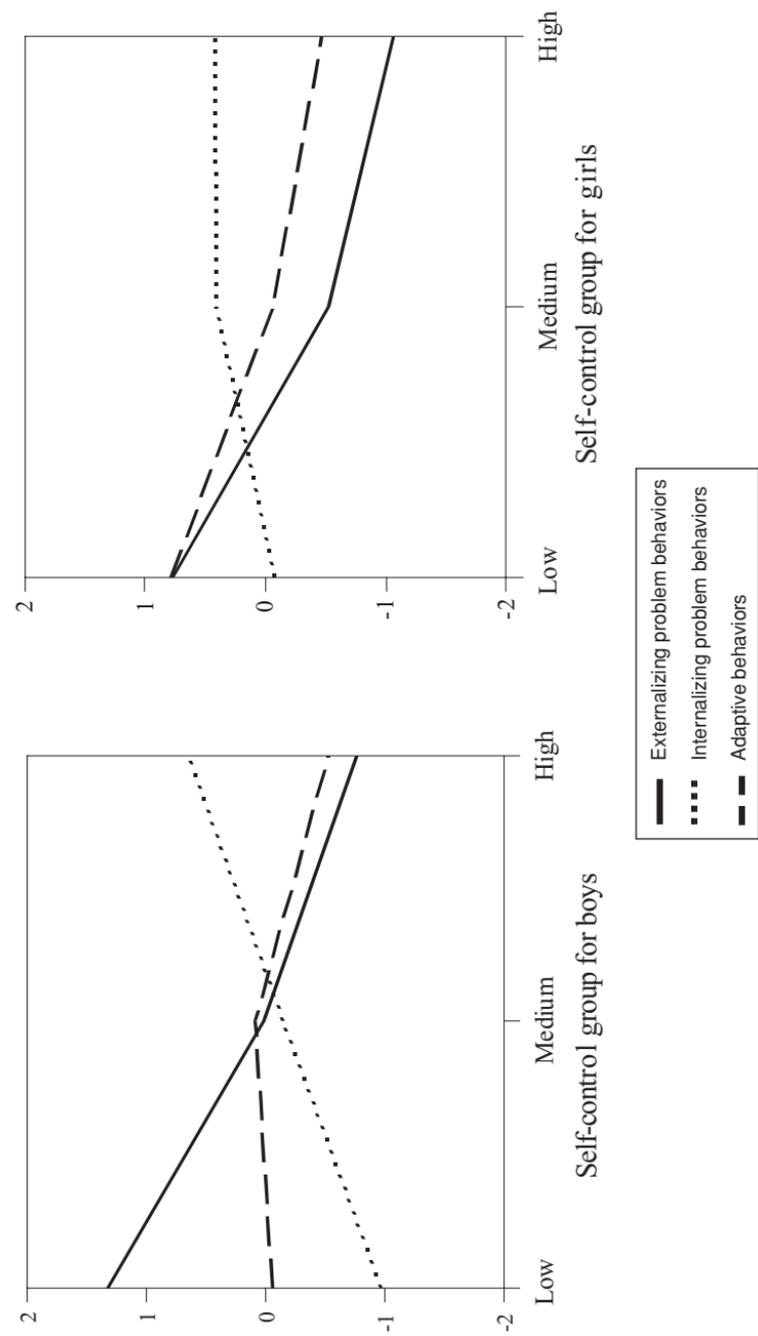 2
1
0
-1
-2
Low
Medium
High
Self-control group for boys
2
1
0
-1
-2
Low
Medium
High
Self-control group for girls
Externalizing problem behaviors
Internalizing problem behaviors
Adaptive behaviors